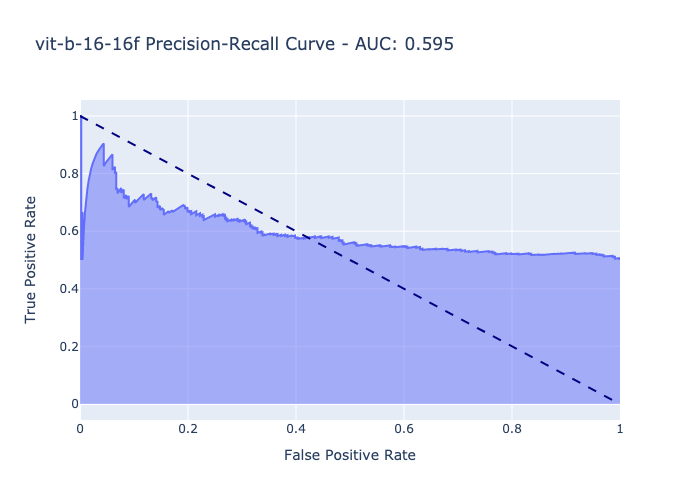 vit-b-16-16f Precision-Recall Curve - AUC: 0.595
True Positive Rate
1
0.8
0.6
0.4
0.2
0
0 0.2 0.4 0.6 0.8 1
False Positive Rate